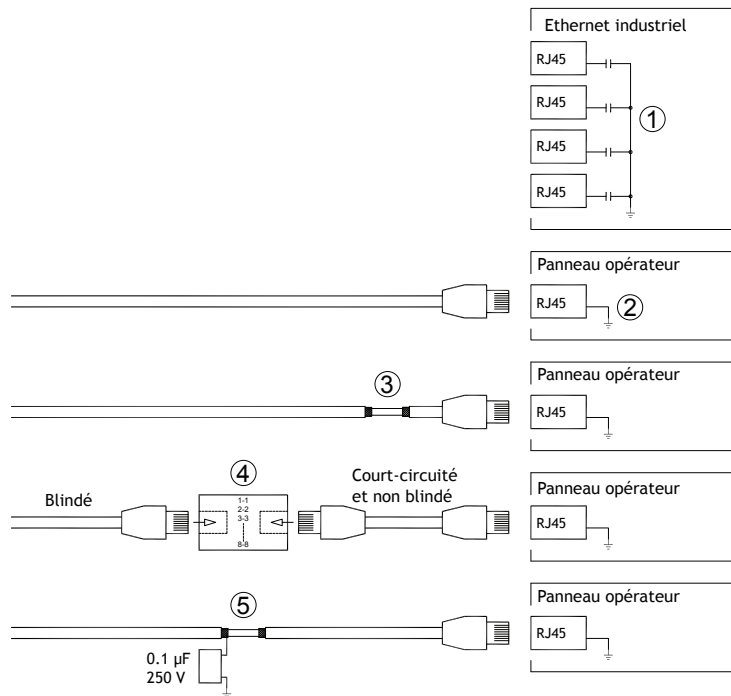 Ethernet industriel
RJ45
RJ45
①
RJ45
RJ45
Panneau opérateur
RJ45
②
Panneau opérateur
③
RJ45
Panneau opérateur
④
Blindé
Court-circuité
et non blindé
1-1
2-2
3-3
8-8
RJ45
Panneau opérateur
⑤
RJ45
0.1 µF
250 V